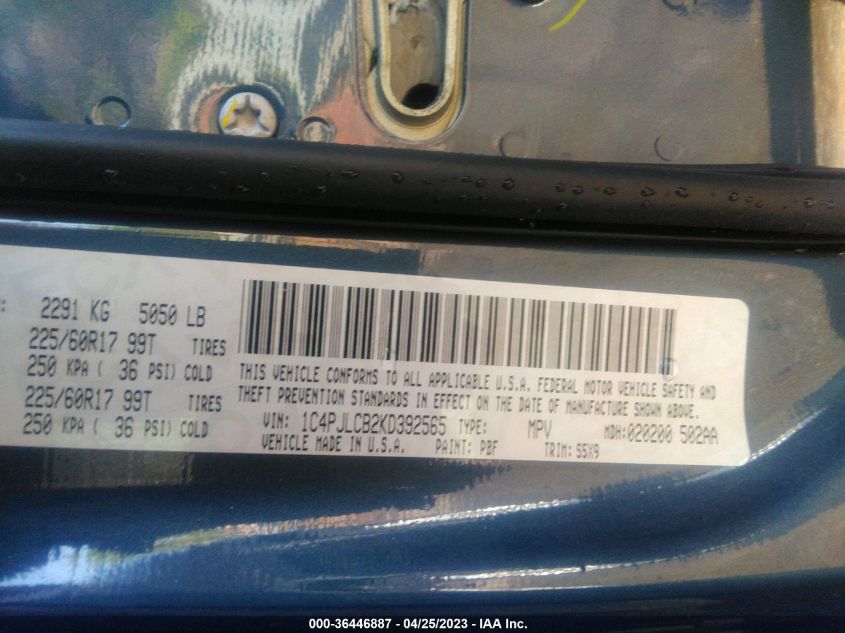 2291 KG 5050 LB
225/60R17 99T TIRES
250 KPA ( 36 PSI) COLD
225/60R17 99T TIRES
250 KPA ( 36 PSI) COLD
THIS VEHICLE CONFORMS TO ALL APPLICABLE U.S.A. FEDERAL MOTOR VEHICLE SAFETY AND
THEFT PREVENTION STANDARDS IN EFFECT ON THE DATE OF MANUFACTURE SHOWN ABOVE.
VIN: 1C4PJLCB2KD392565 TYPE: MPV MDH:020200 502AA
VEHICLE MADE IN U.S.A. PAINT: PBF TRIM: S5X9
000-36446887 - 04/25/2023 - IAA Inc.